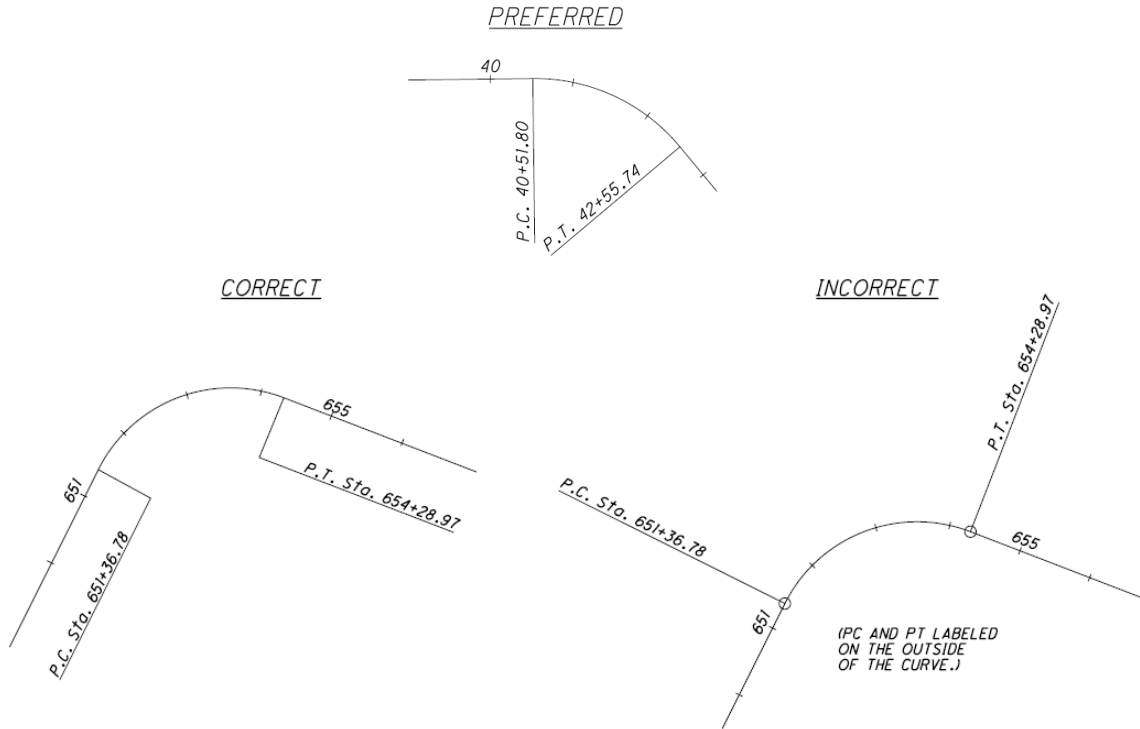 PREFERRED
40
P.C. 40+51.80
P.T. 42+55.74
CORRECT
651
655
P.C. Sta. 651+36.78
P.T. Sta. 654+28.97
INCORRECT
P.C. Sta. 651+36.78
P.T. Sta. 654+28.97
651
655
(PC AND PT LABELED
ON THE OUTSIDE
OF THE CURVE.)